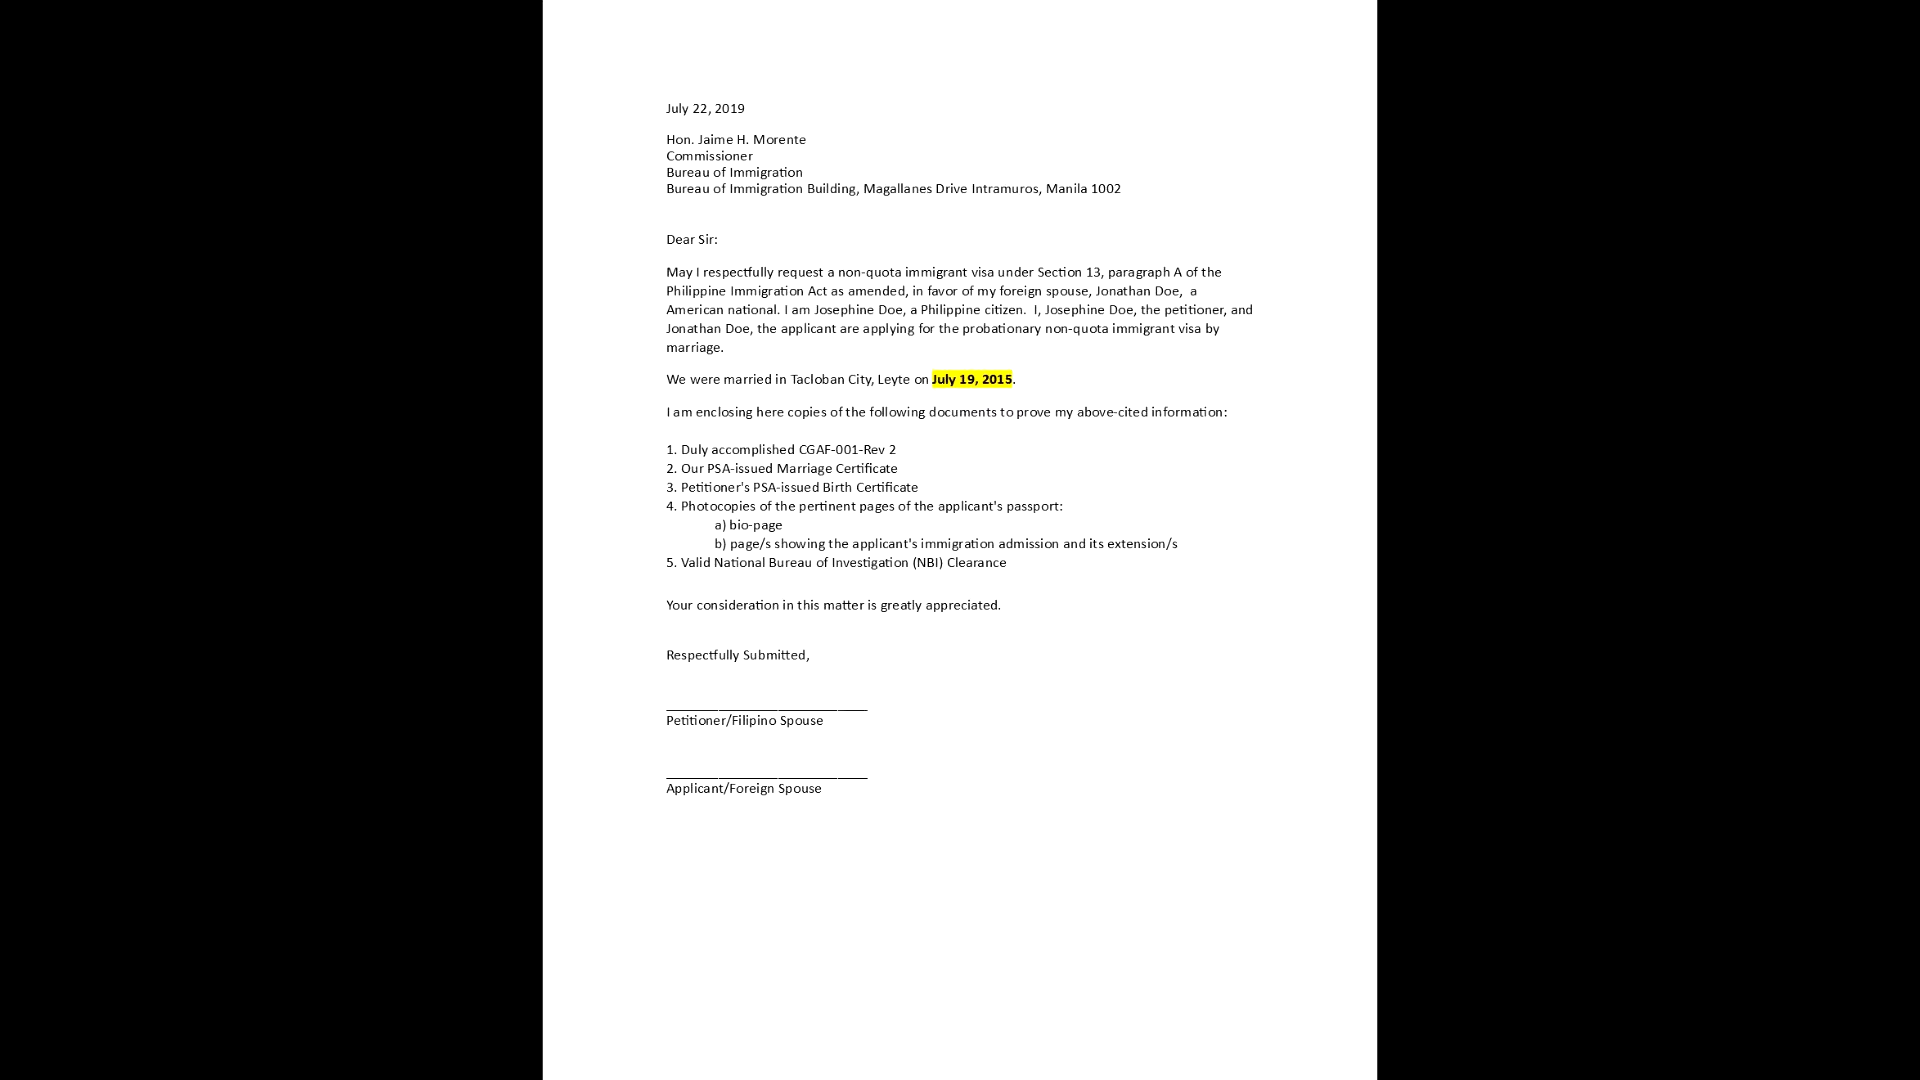 July 22, 2019
Hon. Jaime H. Morente
Commissioner
Bureau of Immigration
Bureau of Immigration Building, Magallanes Drive Intramuros, Manila 1002
Dear Sir:
May I respectfully request a non-quota immigrant visa under Section 13, paragraph A of the
Philippine Immigration Act as amended, in favor of my foreign spouse, Jonathan Doe,  a
American national. I am Josephine Doe, a Philippine citizen.  I, Josephine Doe, the petitioner, and
Jonathan Doe, the applicant are applying for the probationary non-quota immigrant visa by
marriage.
We were married in Tacloban City, Leyte on July 19, 2015.
I am enclosing here copies of the following documents to prove my above-cited information:
1. Duly accomplished CGAF-001-Rev 2
2. Our PSA-issued Marriage Certificate
3. Petitioner's PSA-issued Birth Certificate
4. Photocopies of the pertinent pages of the applicant's passport:
a) bio-page
b) page/s showing the applicant's immigration admission and its extension/s
5. Valid National Bureau of Investigation (NBI) Clearance
Your consideration in this matter is greatly appreciated.
Respectfully Submitted,
Petitioner/Filipino Spouse
Applicant/Foreign Spouse